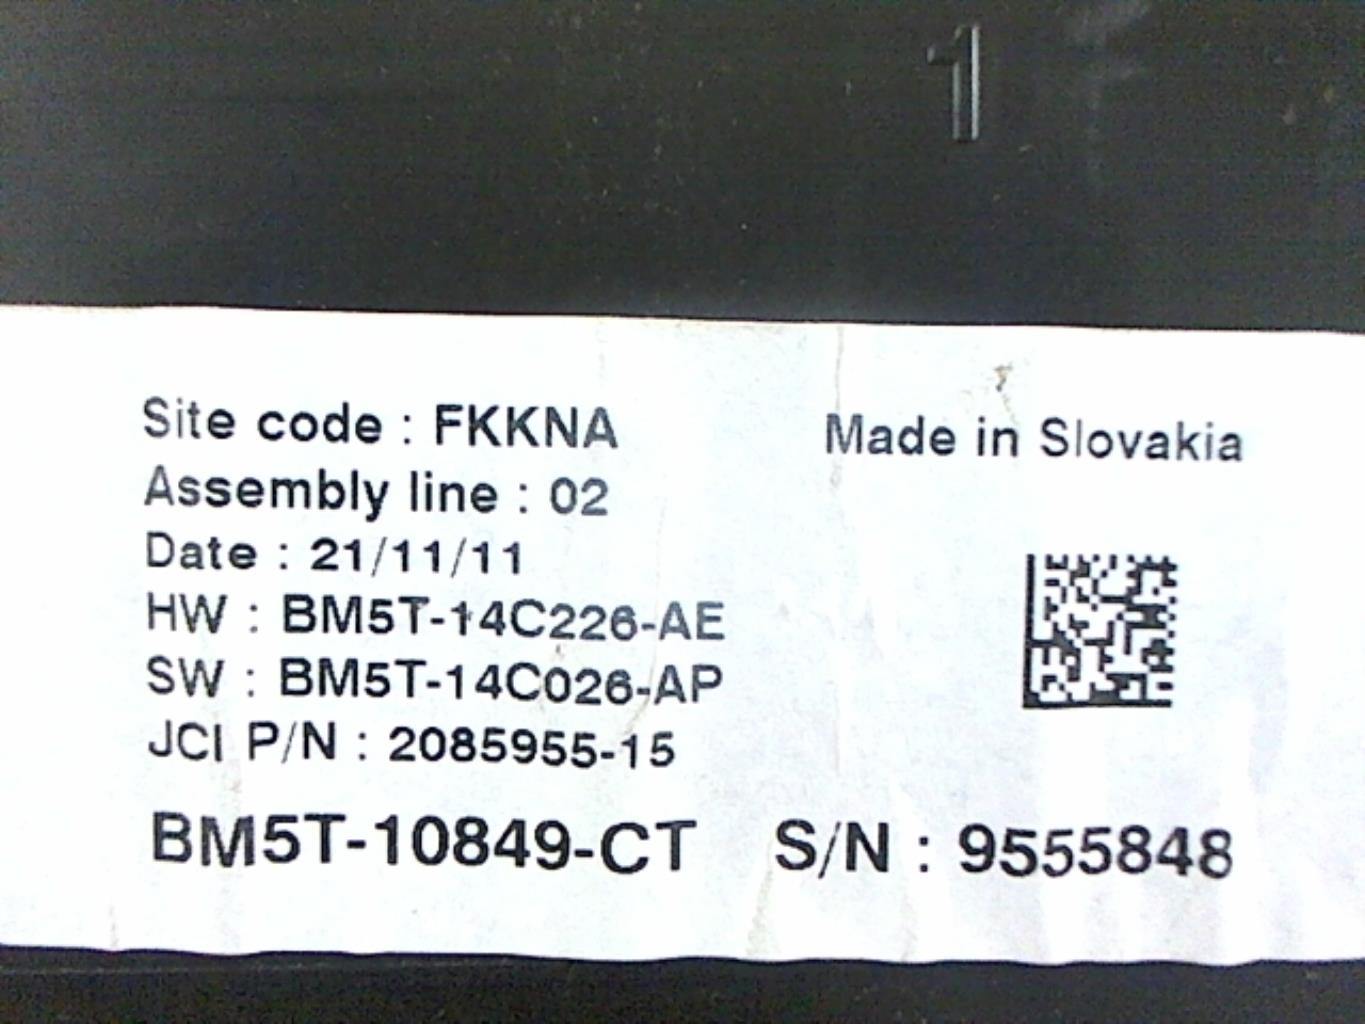 1
Site code : FKKNA
Made in Slovakia
Assembly line : 02
Date : 21/11/11
HW : BM5T-14C226-AE
SW : BM5T-14C026-AP
JCI P/N : 2085955-15
BM5T-10849-CT S/N : 9555848